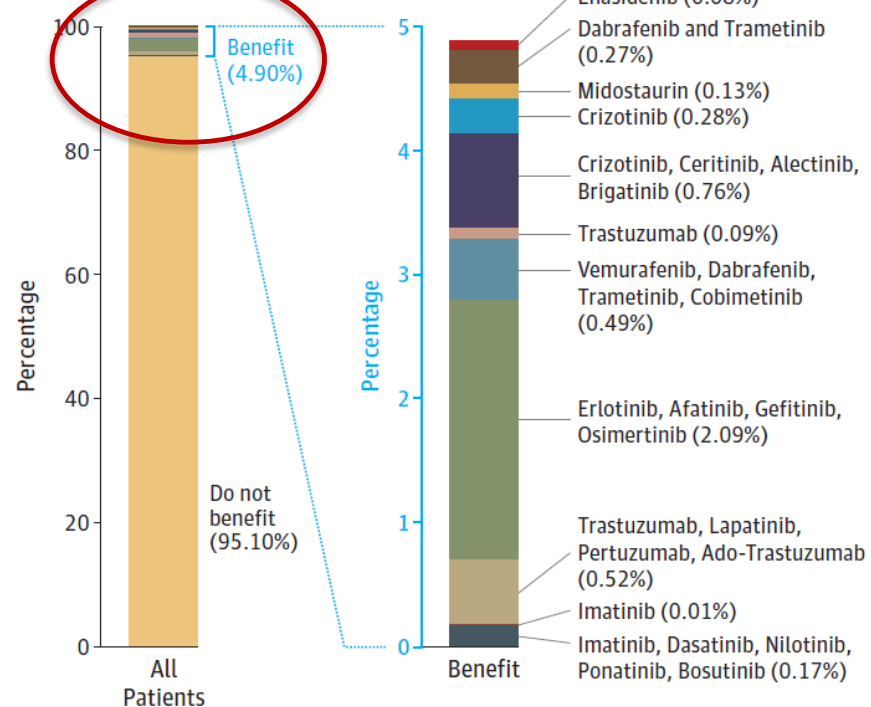 100
80
60
40
20
0
Percentage
Benefit
(4.90%)
Do not
benefit
(95.10%)
All
Patients
5
4
3
2
1
0
Percentage
Benefit
Dabrafenib and Trametinib
(0.27%)
Midostaurin (0.13%)
Crizotinib (0.28%)
Crizotinib, Ceritinib, Alectinib,
Brigatinib (0.76%)
Trastuzumab (0.09%)
Vemurafenib, Dabrafenib,
Trametinib, Cobimetinib
(0.49%)
Erlotinib, Afatinib, Gefitinib,
Osimertinib (2.09%)
Trastuzumab, Lapatinib,
Pertuzumab, Ado-Trastuzumab
(0.52%)
Imatinib (0.01%)
Imatinib, Dasatinib, Nilotinib,
Ponatinib, Bosutinib (0.17%)